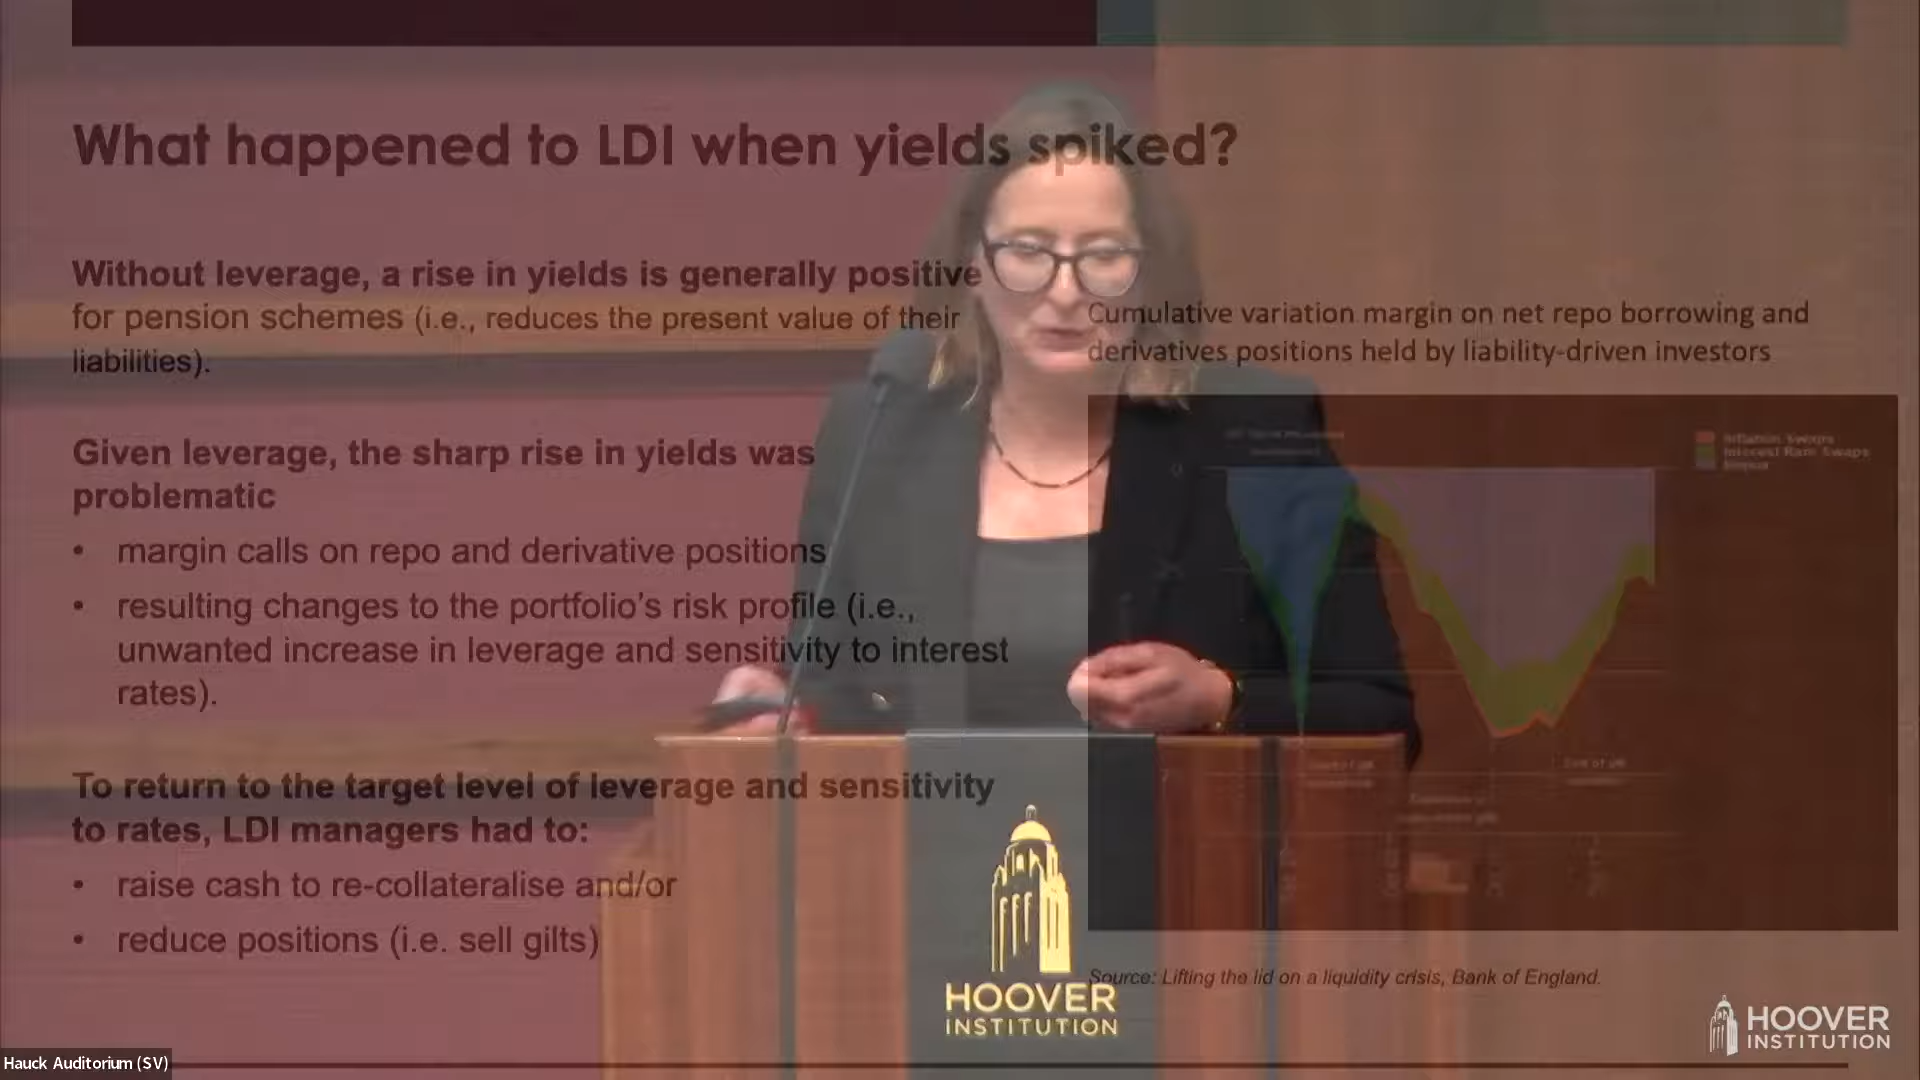 What happened to LDI when yields spiked?
Without leverage, a rise in yields is generally positive
for pension schemes (i.e., reduces the present value of their
liabilities).
Given leverage, the sharp rise in yields was
problematic
• margin calls on repo and derivative positions
• resulting changes to the portfolio's risk profile (i.e.,
unwanted increase in leverage and sensitivity to interest
rates).
To return to the target level of leverage and sensitivity
to rates, LDI managers had to:
• raise cash to re-collateralise and/or
• reduce positions (i.e. sell gilts)
Cumulative variation margin on net repo borrowing and
derivatives positions held by liability-driven investors
Inflation Swaps
Interest Rate Swaps
0
Source: Lifting the lid on a liquidity crisis, Bank of England.
HOOVER
INSTITUTION
HOOVER
INSTITUTION
Hauck Auditorium (SV)